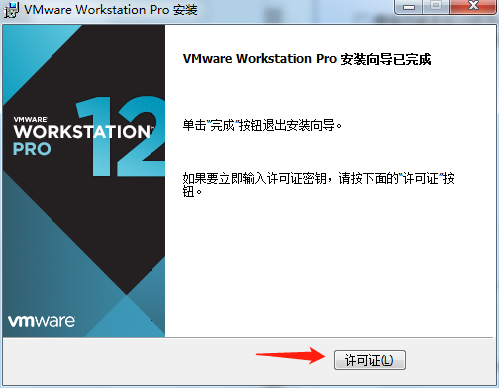 VMware Workstation Pro 安装
VMware Workstation Pro 安装向导已完成
单击"完成"按钮退出安装向导。
如果要立即输入许可证密钥，请按下面的"许可证"按
钮。
VMWARE
WORKSTATION
PRO
12
vmware
许可证(L)